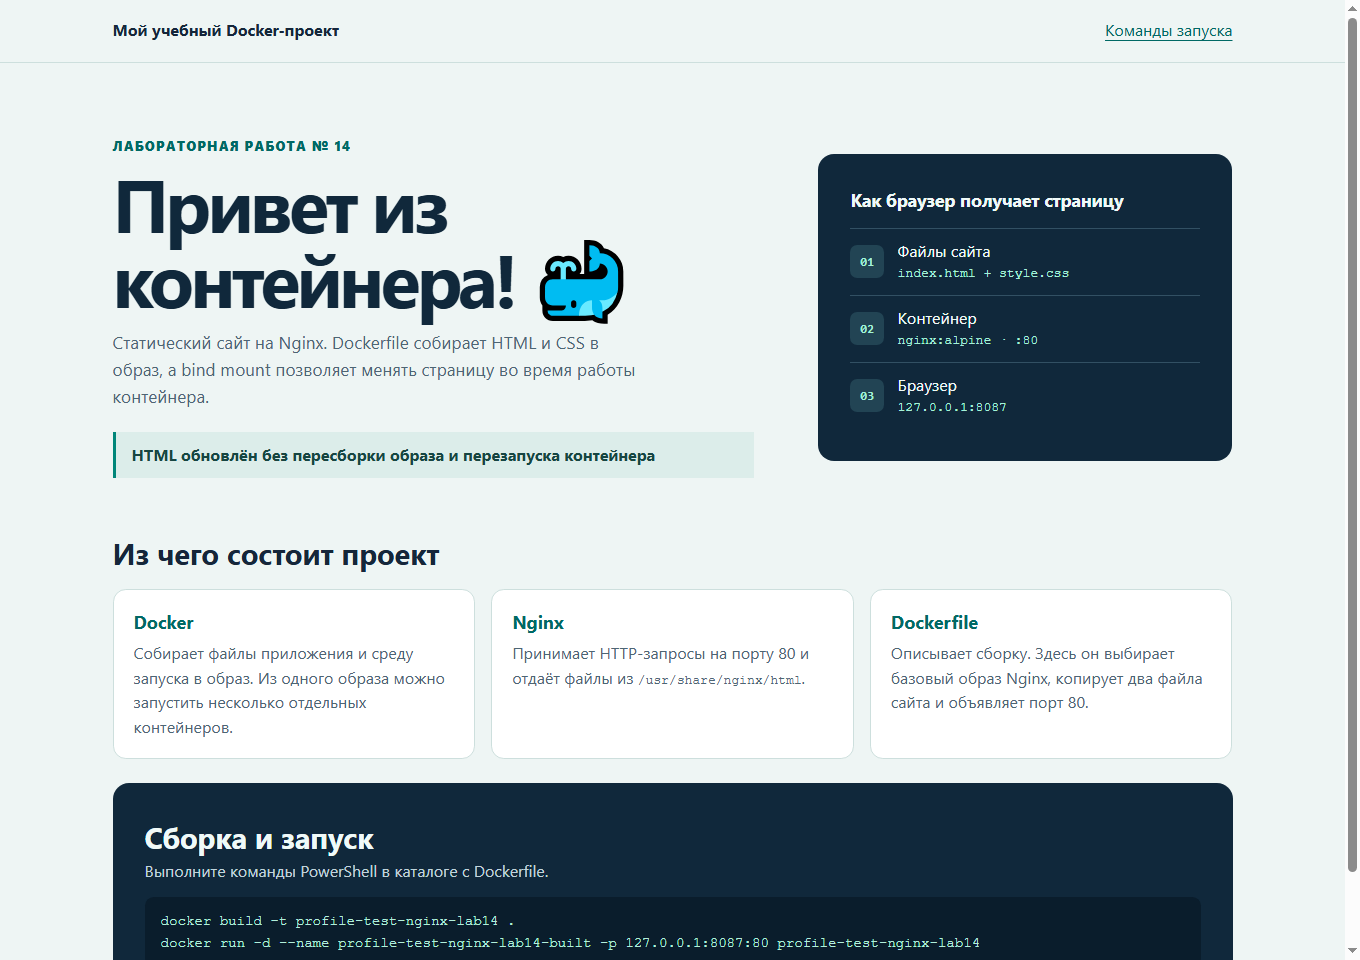 Мой учебный Docker-проект
Команды запуска
ЛАБОРАТОРНАЯ РАБОТА № 14
Привет из
контейнера!
Статический сайт на Nginx. Dockerfile собирает HTML и CSS в
образ, а bind mount позволяет менять страницу во время работы
контейнера.
HTML обновлён без пересборки образа и перезапуска контейнера
Как браузер получает страницу
01
Файлы сайта
index.html + style.css
02
Контейнер
nginx:alpine · :80
03
Браузер
127.0.0.1:8087
Из чего состоит проект
Docker
Собирает файлы приложения и среду
запуска в образ. Из одного образа можно
запустить несколько отдельных
контейнеров.
Nginx
Принимает HTTP-запросы на порту 80 и
отдаёт файлы из /usr/share/nginx/html.
Dockerfile
Описывает сборку. Здесь он выбирает
базовый образ Nginx, копирует два файла
сайта и объявляет порт 80.
Сборка и запуск
Выполните команды PowerShell в каталоге с Dockerfile.
docker build -t profile-test-nginx-lab14 .
docker run -d --name profile-test-nginx-lab14-built -p 127.0.0.1:8087:80 profile-test-nginx-lab14